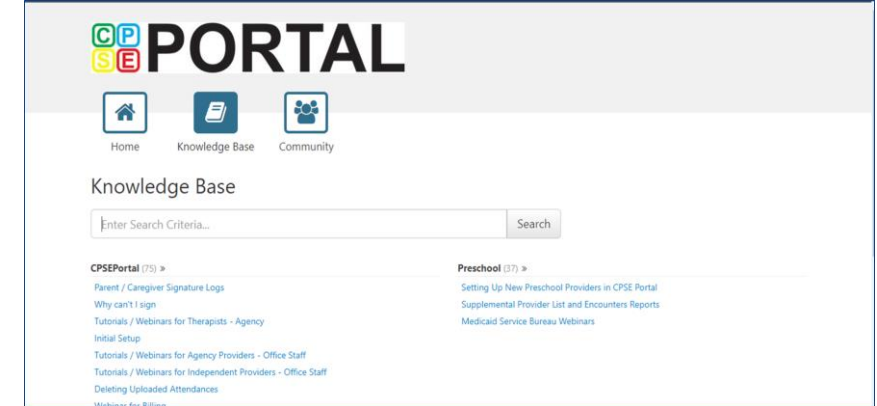 CPSE PORTAL
Home Knowledge Base Community
Knowledge Base
Enter Search Criteria... Search
CPSEPortal (75) »
Parent / Caregiver Signature Logs
Why can't I sign
Tutorials / Webinars for Therapists - Agency
Initial Setup
Tutorials / Webinars for Agency Providers - Office Staff
Tutorials / Webinars for Independent Providers - Office Staff
Deleting Uploaded Attendances
Webinar for Billing
Preschool (37) »
Setting Up New Preschool Providers in CPSE Portal
Supplemental Provider List and Encounters Reports
Medicaid Service Bureau Webinars